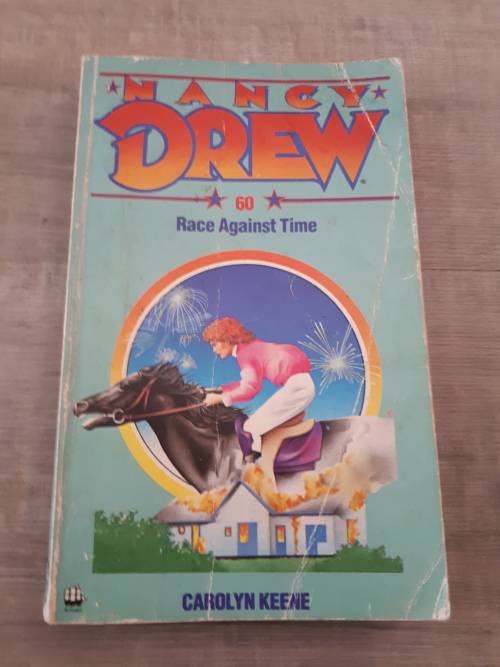 NANCY
DREW
60
Race Against Time
CAROLYN KEENE